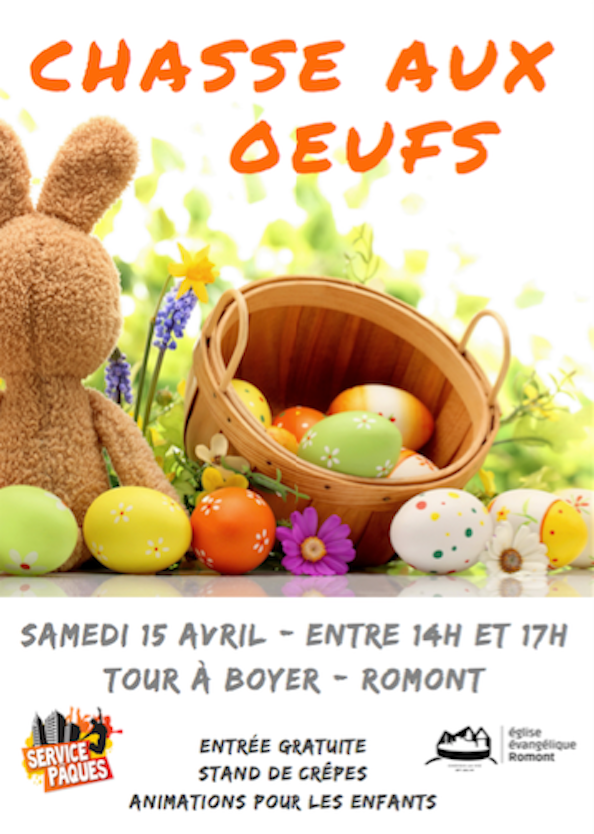 CHASSE AUX
OEUFS
SAMEDI 15 AVRIL - ENTRE 14H ET 17H
TOUR À BOYER - ROMONT
SERVICE
PAQUES
ENTRÉE GRATUITE
STAND DE CRÊPES
ANIMATIONS POUR LES ENFANTS
église
évangélique
Romont